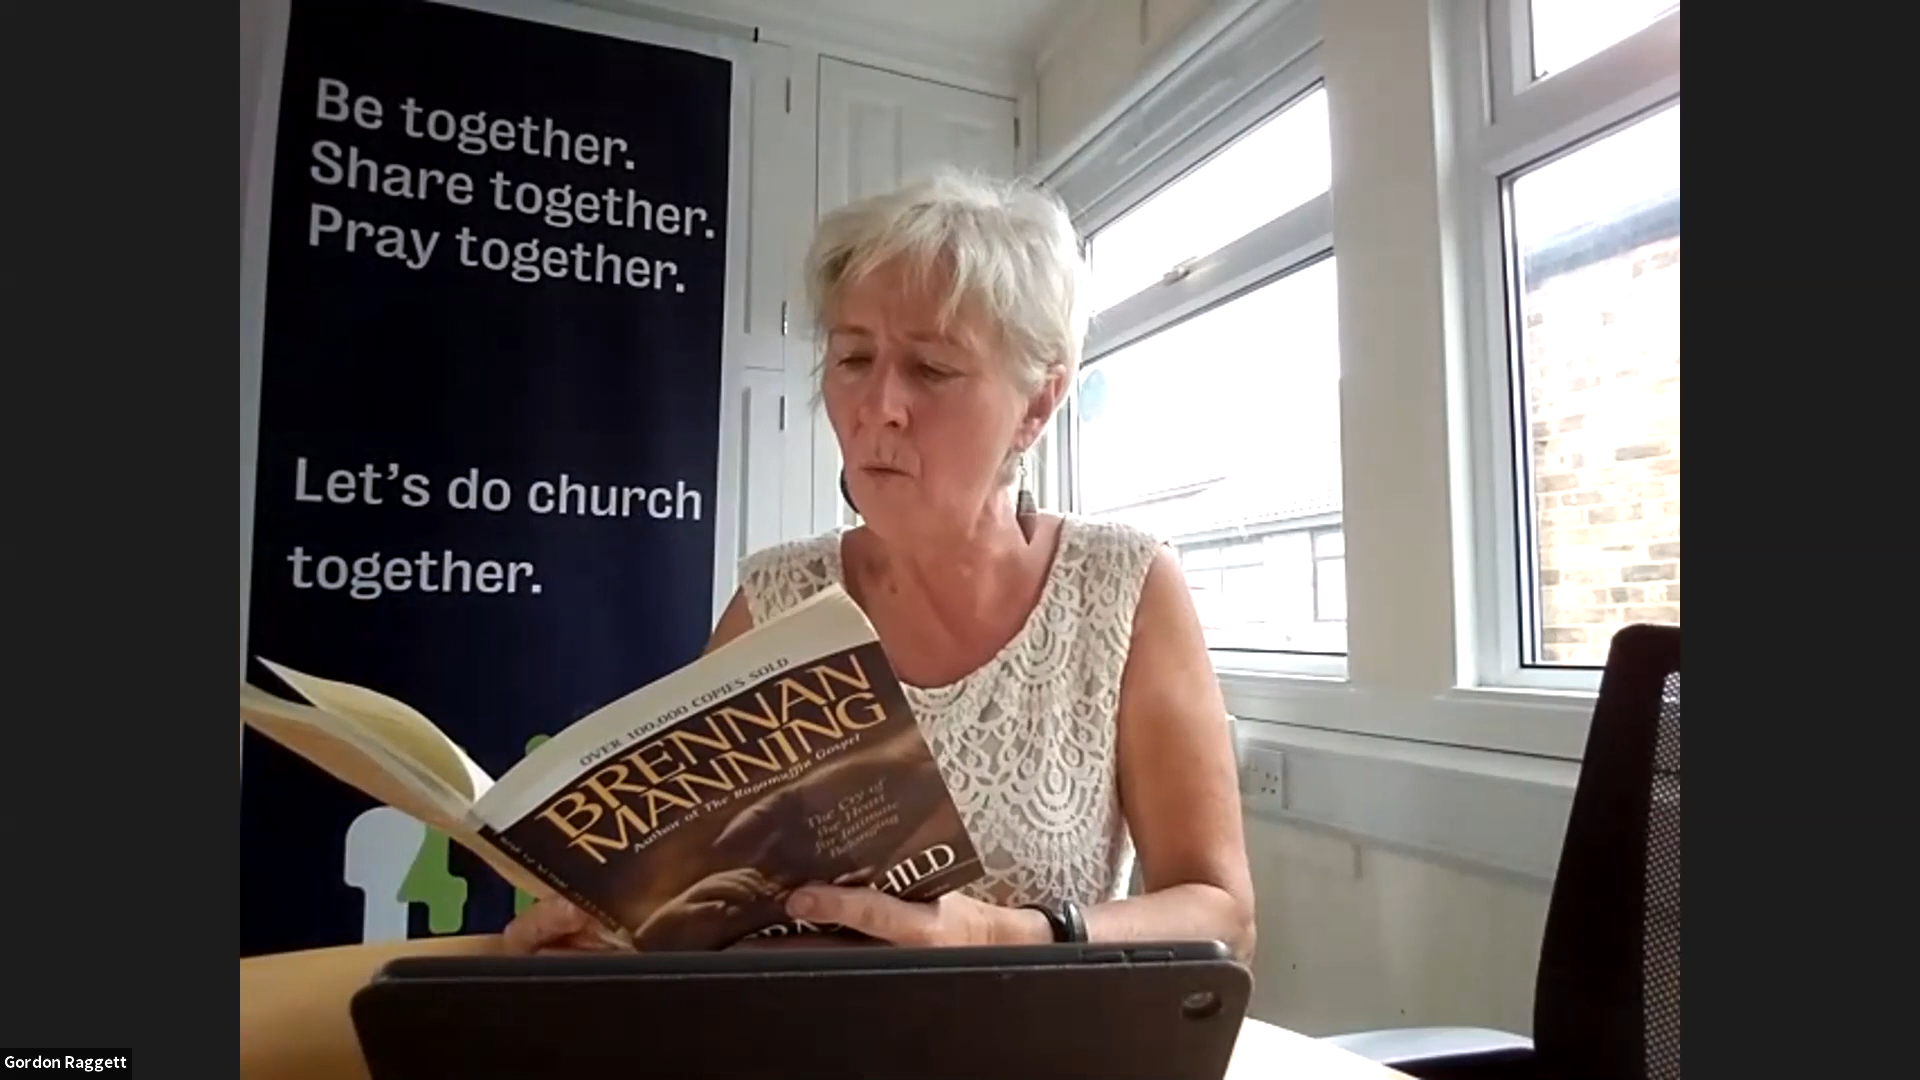 Be together.
Share together.
Pray together.
Let's do church
together.
OVER 100,000 COPIES SOLD
BRENNAN
MANNING
Author of The Ragamuffin Gospel
The Cry of
the Heart
for Intimate
Belonging
HILD
Gordon Raggett